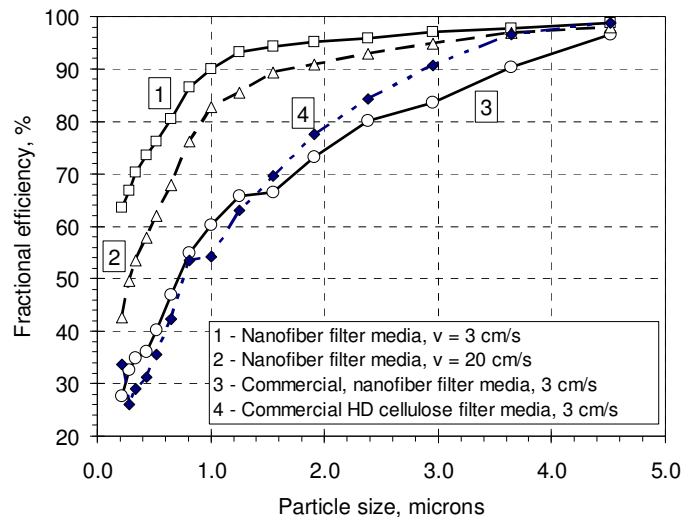 100
90
80
70
60
50
40
30
20
Fractional efficiency, %
1
2
4
3
1 - Nanofiber filter media, v = 3 cm/s
2 - Nanofiber filter media, v = 20 cm/s
3 - Commercial, nanofiber filter media, 3 cm/s
4 - Commercial HD cellulose filter media, 3 cm/s
0.0 1.0 2.0 3.0 4.0 5.0
Particle size, microns